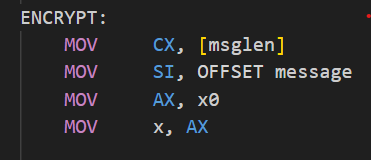 ENCRYPT:
MOV CX, [msglen]
MOV SI, OFFSET message
MOV AX, x0
MOV x, AX